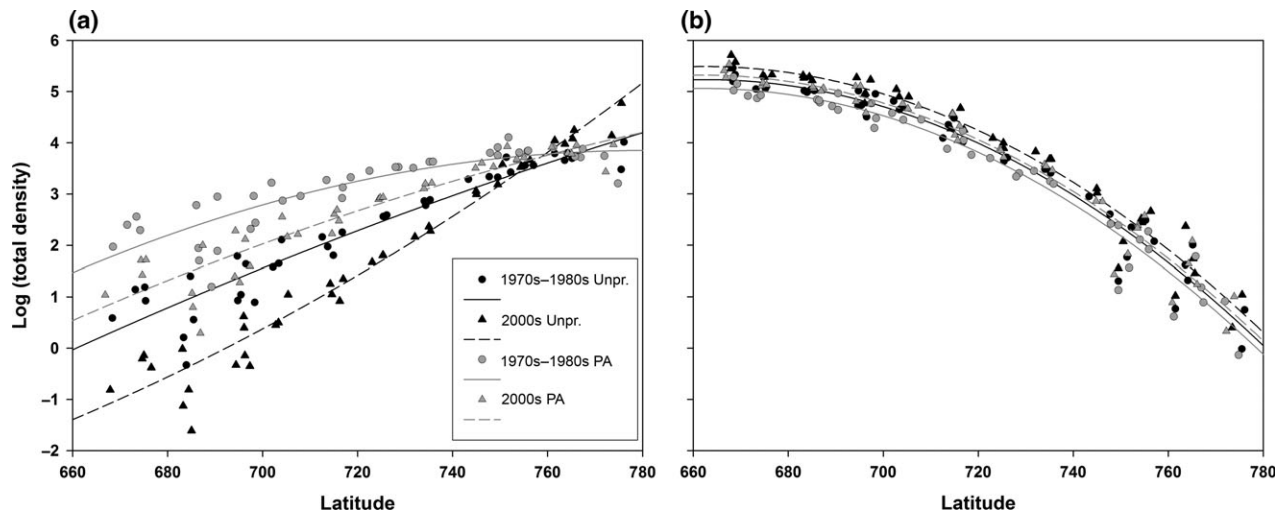 (a)
(b)
Log (total density)
6
5
4
3
2
1
0
–1
–2
1970s–1980s Unpr.
2000s Unpr.
1970s–1980s PA
2000s PA
660 680 700 720 740 760 780
Latitude
660 680 700 720 740 760 780
Latitude